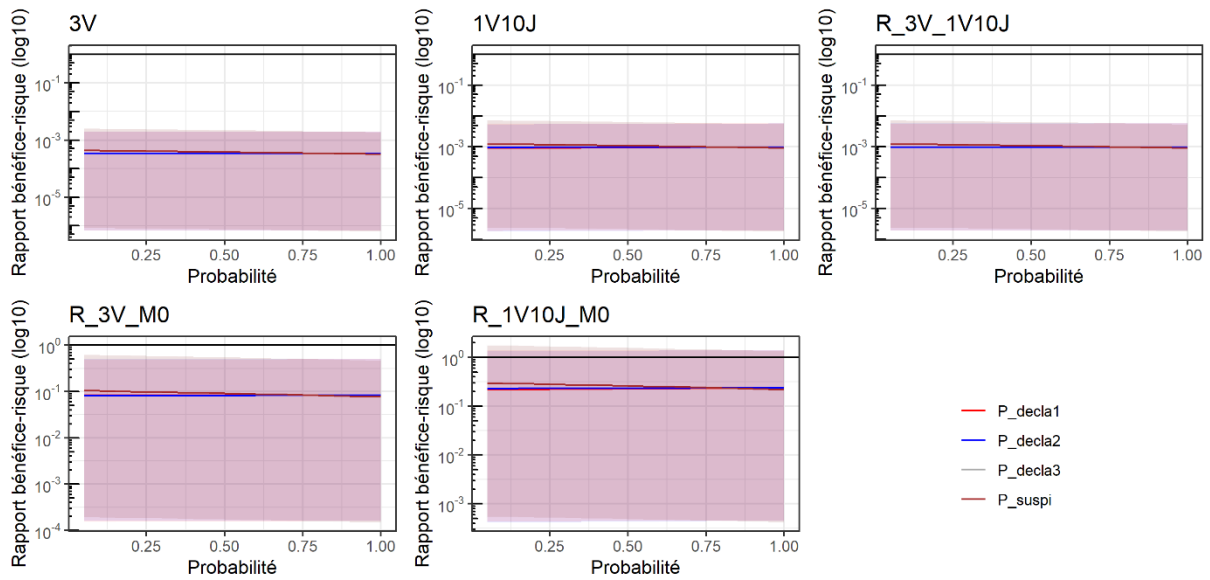 3V
Rapport bénéfice-risque (log10)
10^-1
10^-3
10^-5
0.25 0.50 0.75 1.00
Probabilité
1V10J
Rapport bénéfice-risque (log10)
10^-1
10^-3
10^-5
0.25 0.50 0.75 1.00
Probabilité
R_3V_1V10J
Rapport bénéfice-risque (log10)
10^-1
10^-3
10^-5
0.25 0.50 0.75 1.00
Probabilité
R_3V_M0
Rapport bénéfice-risque (log10)
10^0
10^-1
10^-2
10^-3
10^-4
0.25 0.50 0.75 1.00
Probabilité
R_1V10J_M0
Rapport bénéfice-risque (log10)
10^0
10^-1
10^-2
10^-3
0.25 0.50 0.75 1.00
Probabilité
P_decla1
P_decla2
P_decla3
P_suspi